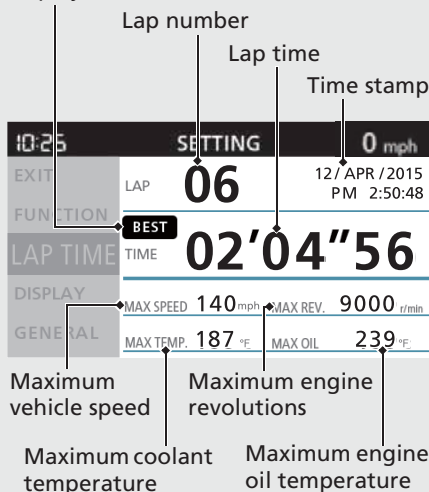 Lap number
Lap time
Time stamp
10:26 SETTING 0 mph
EXIT
LAP 06
12 / APR / 2015
PM 2:50:48
FUNCTION
BEST
LAP TIME
TIME 02'04"56
DISPLAY
MAX SPEED 140 mph MAX REV. 9000 r/min
GENERAL
MAX TEMP. 187 °F MAX OIL 239 °F
Maximum
vehicle speed
Maximum engine
revolutions
Maximum coolant
temperature
Maximum engine
oil temperature